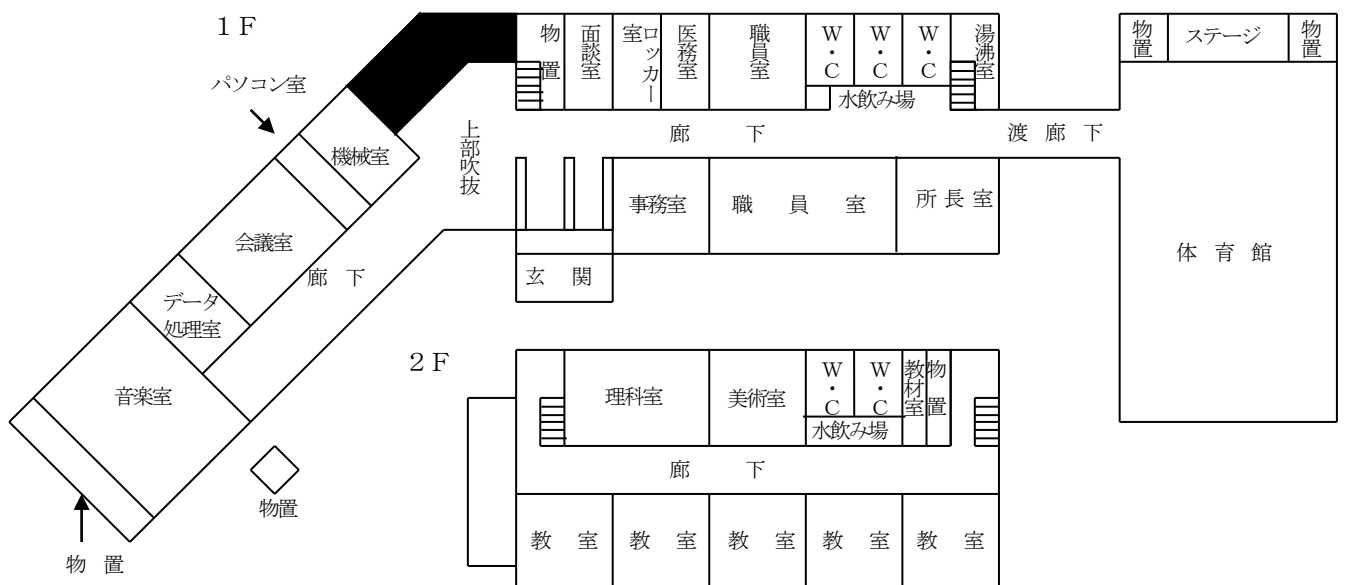 1F
物置
面談室
ロッカー室
医務室
職員室
W・C
W・C
W・C
湯沸室
水飲み場
物置
ステージ
物置
パソコン室
機械室
上部吹抜
廊 下
渡 廊 下
事務室
職 員 室
所長室
体 育 館
会議室
廊 下
玄 関
データ
処理室
音楽室
物置
物 置
2F
理科室
美術室
W・C
W・C
教材室
物置
水飲み場
廊 下
教 室
教 室
教 室
教 室
教 室